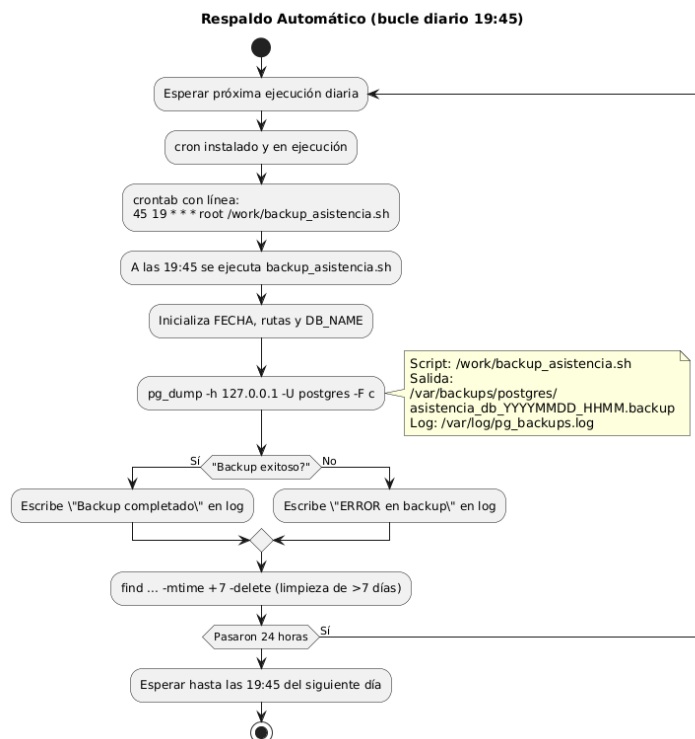 Respaldo Automático (bucle diario 19:45)
Esperar próxima ejecución diaria
cron instalado y en ejecución
crontab con línea:
45 19 * * * root /work/backup_asistencia.sh
A las 19:45 se ejecuta backup_asistencia.sh
Inicializa FECHA, rutas y DB_NAME
pg_dump -h 127.0.0.1 -U postgres -F c
Script: /work/backup_asistencia.sh
Salida:
/var/backups/postgres/
asistencia_db_YYYYMMDD_HHMM.backup
Log: /var/log/pg_backups.log
Sí
"Backup exitoso?"
No
Escribe \"Backup completado\" en log
Escribe \"ERROR en backup\" en log
find ... -mtime +7 -delete (limpieza de >7 días)
Pasaron 24 horas
Sí
Esperar hasta las 19:45 del siguiente día